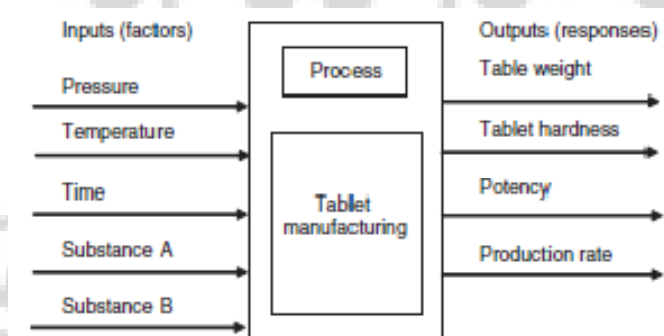 Inputs (factors)
Pressure
Temperature
Time
Substance A
Substance B
Process
Tablet
manufacturing
Outputs (responses)
Table weight
Tablet hardness
Potency
Production rate